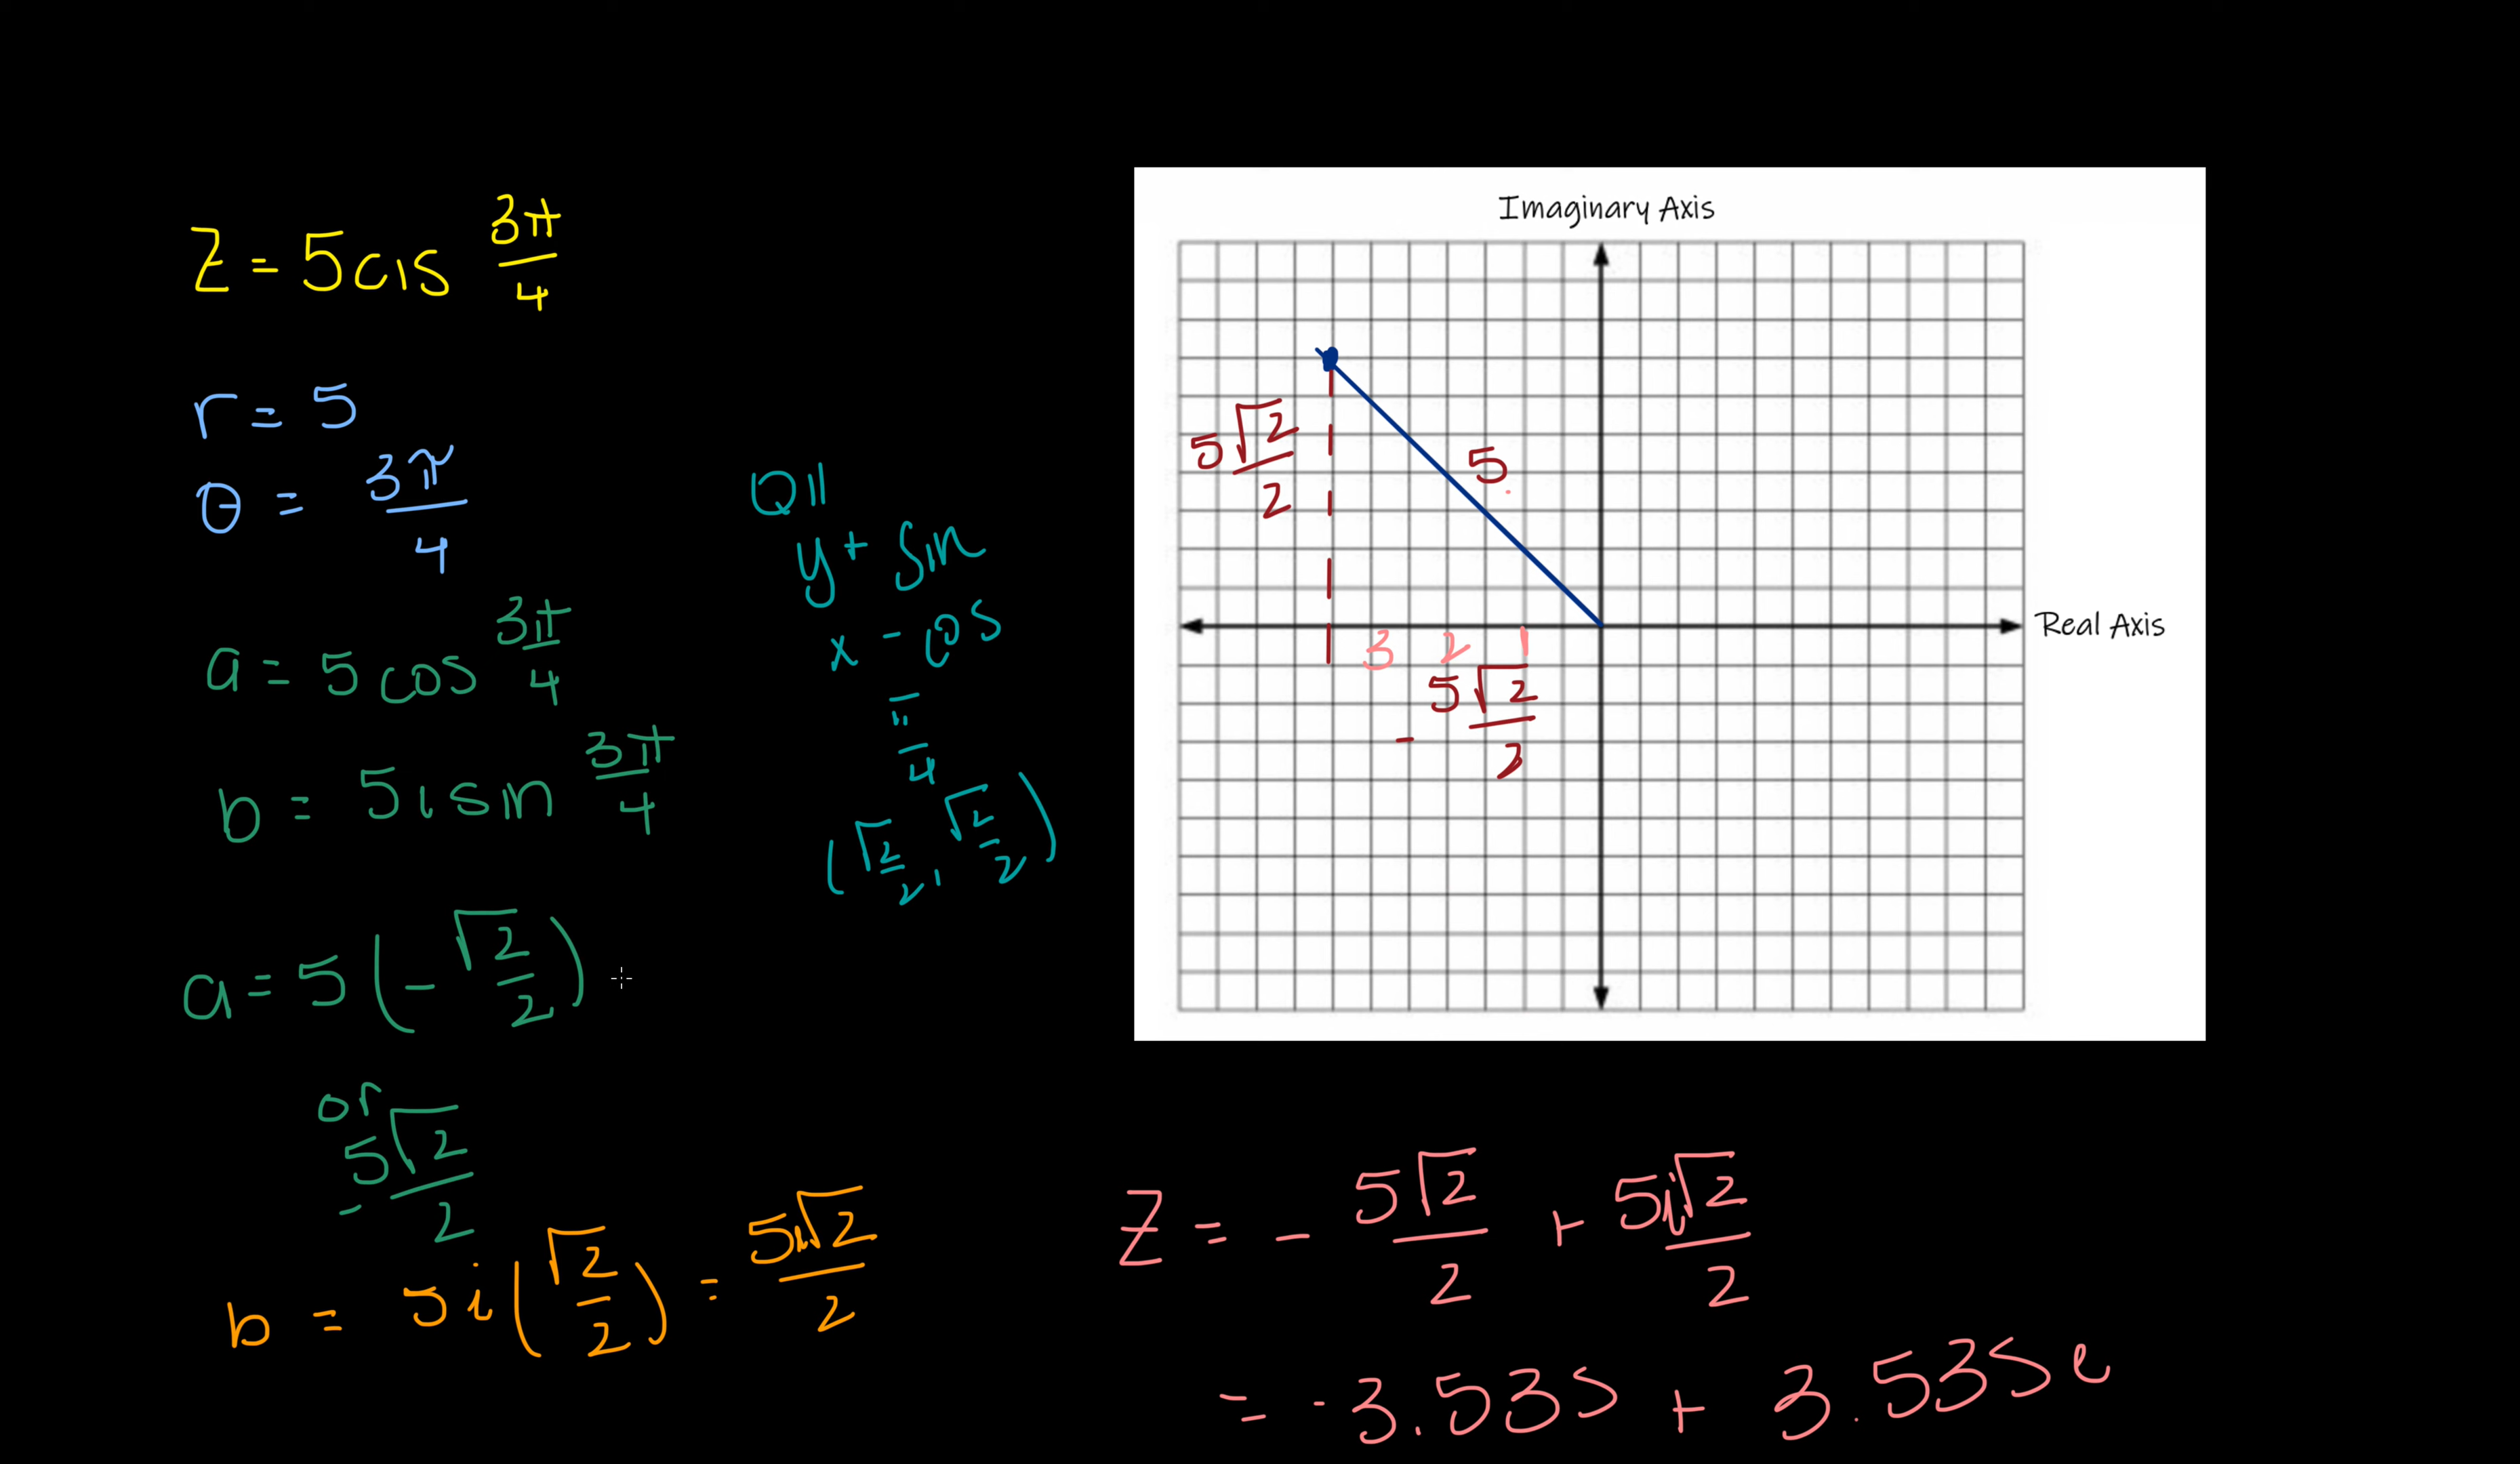 Z = 5 cis 3π/4
r = 5
θ = 3π/4
a = 5 cos 3π/4
b = 5 i sin 3π/4
a = 5 (-√2/2)
or
-5√2/2
b = 5i (√2/2) = 5i√2/2
QII
y + sin
x - cos
π/4
(√2/2, √2/2)
Imaginary Axis
5√2/2
5
Real Axis
3 2 1
- 5√2/2
Z = - 5√2/2 + 5i√2/2
= -3.535 + 3.535 i